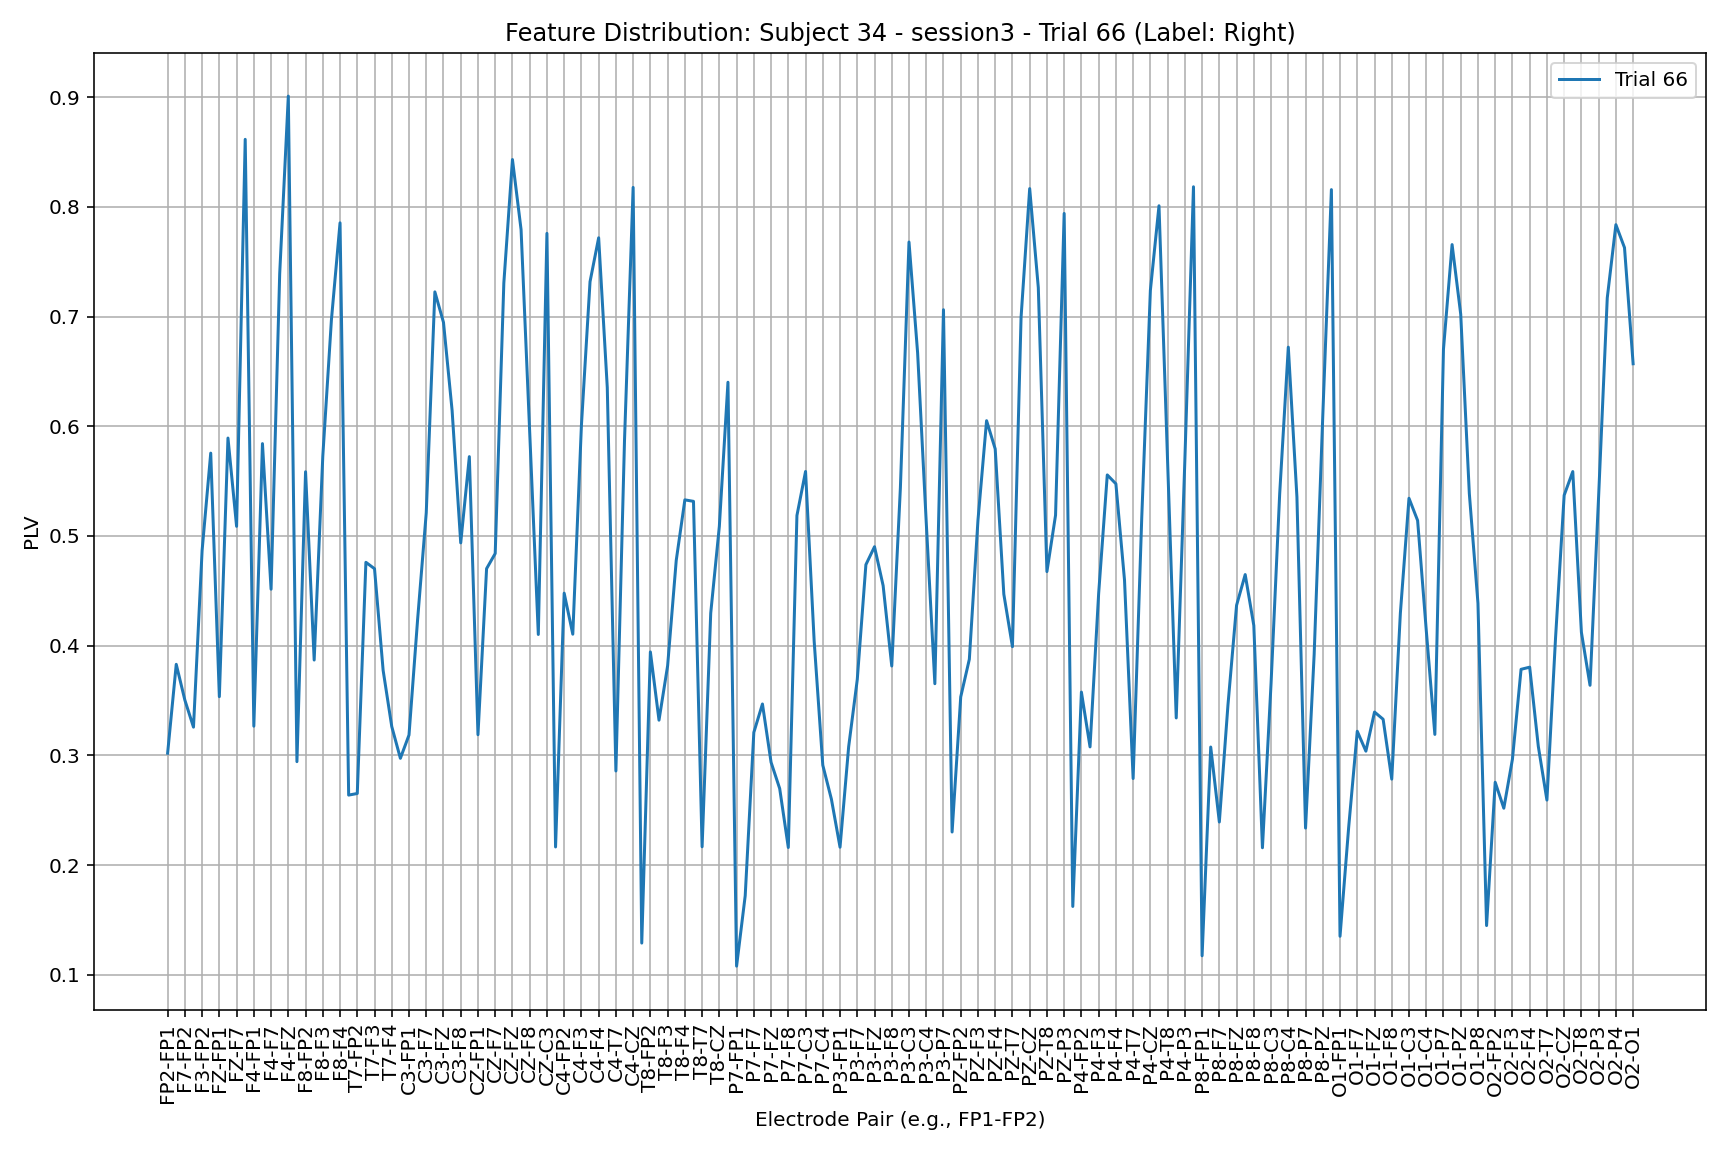 Feature Distribution: Subject 34 - session3 - Trial 66 (Label: Right)
Trial 66
PLV
0.9
0.8
0.7
0.6
0.5
0.4
0.3
0.2
0.1
FP2-FP1
F7-FP2
F3-FP2
FZ-FP1
FZ-F7
F4-FP1
F4-F7
F4-FZ
F8-FP2
F8-F3
F8-F4
T7-FP2
T7-F3
T7-F4
C3-FP1
C3-F7
C3-FZ
C3-F8
CZ-FP1
CZ-F7
CZ-FZ
CZ-F8
CZ-C3
C4-FP2
C4-F3
C4-F4
C4-T7
C4-CZ
T8-FP2
T8-F3
T8-F4
T8-T7
T8-CZ
P7-FP1
P7-F7
P7-FZ
P7-F8
P7-C3
P7-C4
P3-FP1
P3-F7
P3-FZ
P3-F8
P3-C3
P3-C4
P3-P7
PZ-FP2
PZ-F3
PZ-F4
PZ-T7
PZ-CZ
PZ-T8
PZ-P3
P4-FP2
P4-F3
P4-F4
P4-T7
P4-CZ
P4-T8
P4-P3
P8-FP1
P8-F7
P8-FZ
P8-F8
P8-C3
P8-C4
P8-P7
P8-PZ
O1-FP1
O1-F7
O1-FZ
O1-F8
O1-C3
O1-C4
O1-P7
O1-PZ
O1-P8
O2-FP2
O2-F3
O2-F4
O2-T7
O2-CZ
O2-T8
O2-P3
O2-P4
O2-O1
Electrode Pair (e.g., FP1-FP2)